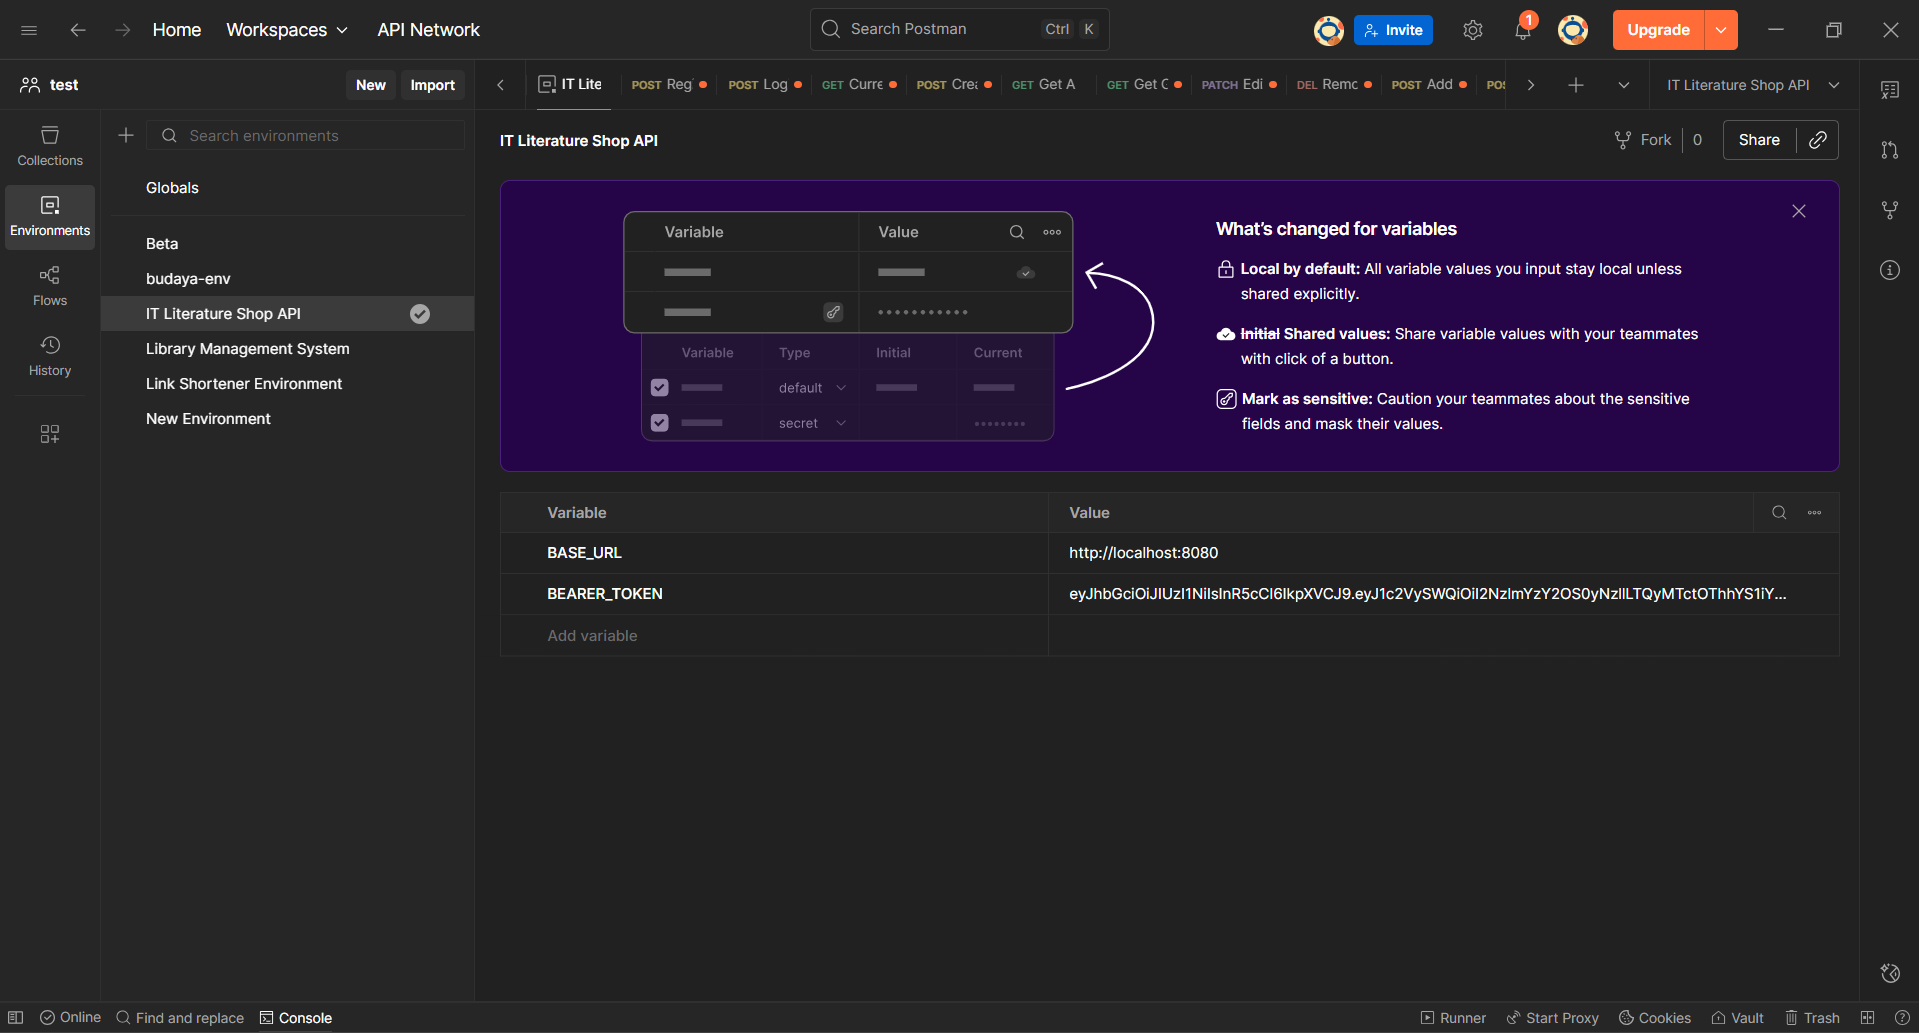 Home
Workspaces
API Network
Search Postman
Ctrl K
Invite
1
Upgrade
test
New
Import
IT Lite
POST Reg
POST Log
GET Curre
POST Crea
GET Get A
GET Get C
PATCH Edi
DEL Remo
POST Add
POS
IT Literature Shop API
Collections
Environments
Flows
History
Search environments
Globals
Beta
budaya-env
IT Literature Shop API
Library Management System
Link Shortener Environment
New Environment
IT Literature Shop API
Fork 0
Share
Variable Value
Variable Type Initial Current
default
secret
What's changed for variables
Local by default: All variable values you input stay local unless
shared explicitly.
Initial Shared values: Share variable values with your teammates
with click of a button.
Mark as sensitive: Caution your teammates about the sensitive
fields and mask their values.
Variable Value
BASE_URL http://localhost:8080
BEARER_TOKEN
Add variable
Online
Find and replace
Console
Runner
Start Proxy
Cookies
Vault
Trash